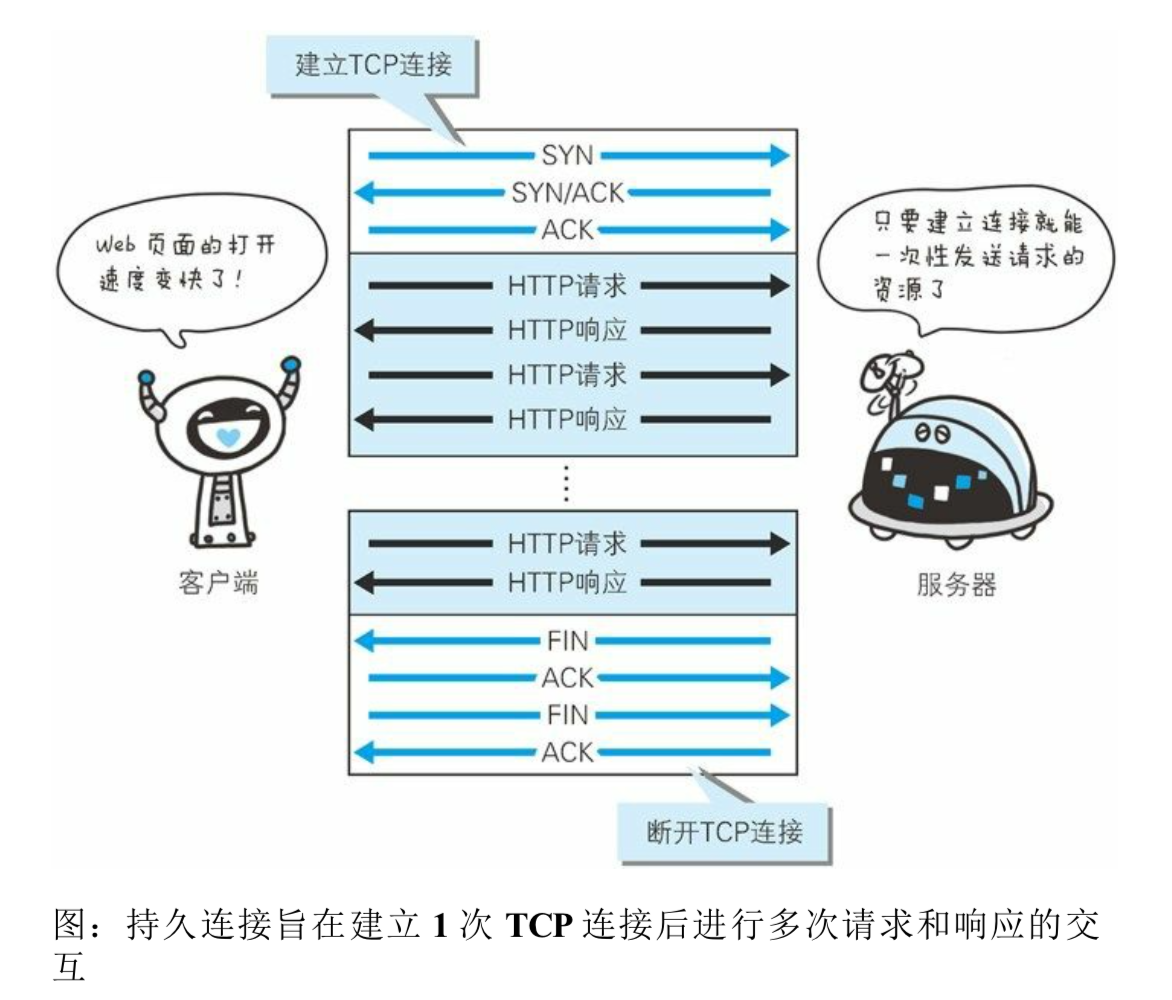 建立TCP连接
SYN
SYN/ACK
ACK
Web 页面的打开
速度变快了!
只要建立连接就能
一次性发送请求的
资源了
HTTP请求
HTTP响应
HTTP请求
HTTP响应
HTTP请求
HTTP响应
客户端
服务器
FIN
ACK
FIN
ACK
断开TCP连接
图：持久连接旨在建立 1 次 TCP 连接后进行多次请求和响应的交
互